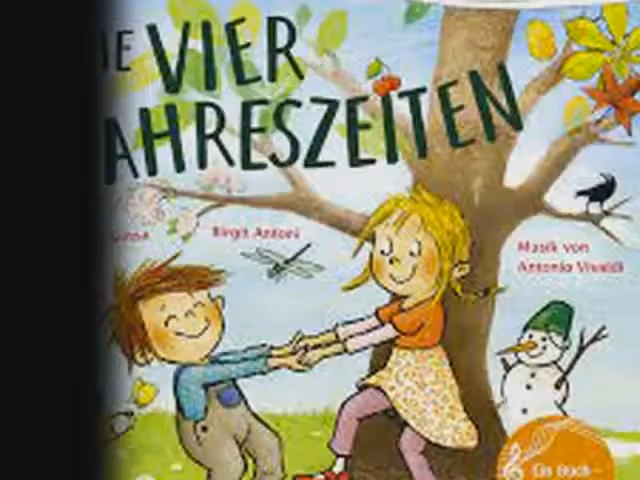 IE VIER
AHRESZEITEN
Birgit Antoni
Musik von
Antonio Vivaldi
Ein Buch